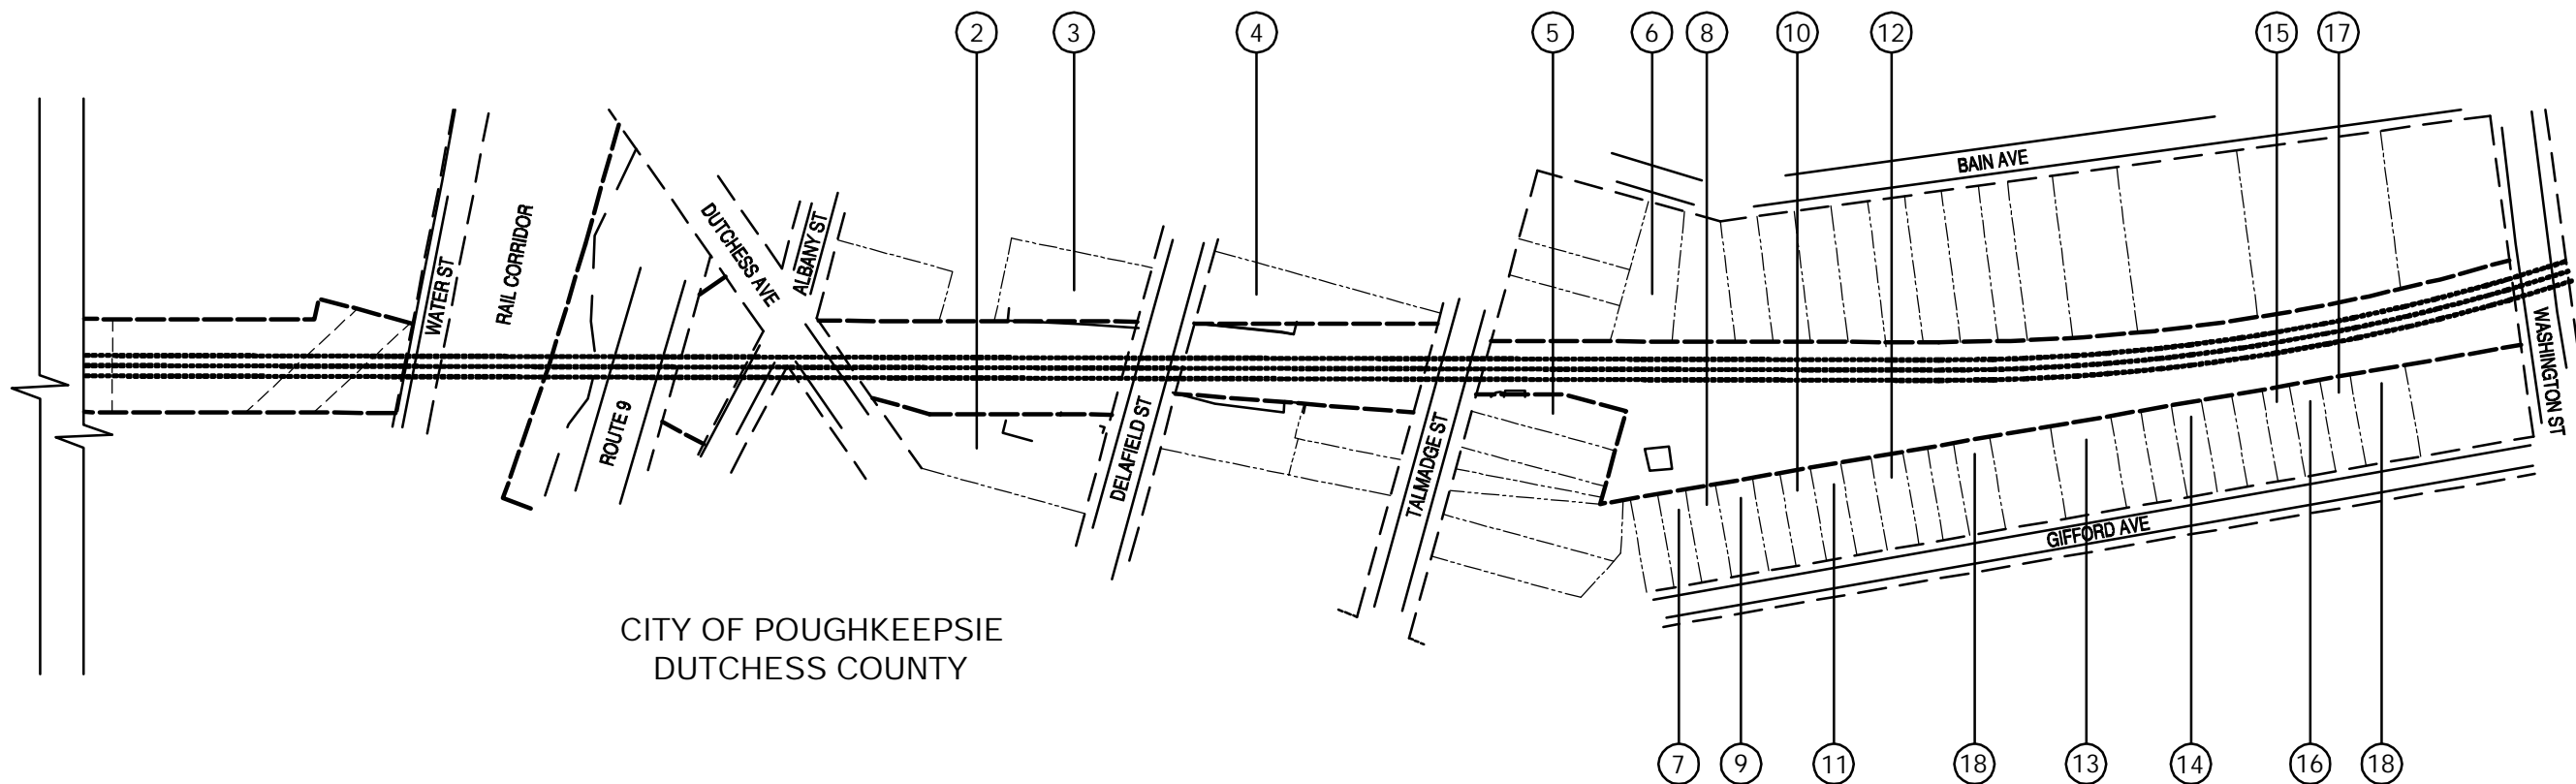 2 3 4 5 6 8 10 12 15 17
BAIN AVE
WATER ST
RAIL CORRIDOR
ROUTE 9
DUTCHESS AVE
ALBANY ST
DELAFIELD ST
TALMADGE ST
WASHINGTON ST
GIFFORD AVE
CITY OF POUGHKEEPSIE
DUTCHESS COUNTY
7 9 11 18 13 14 16 18